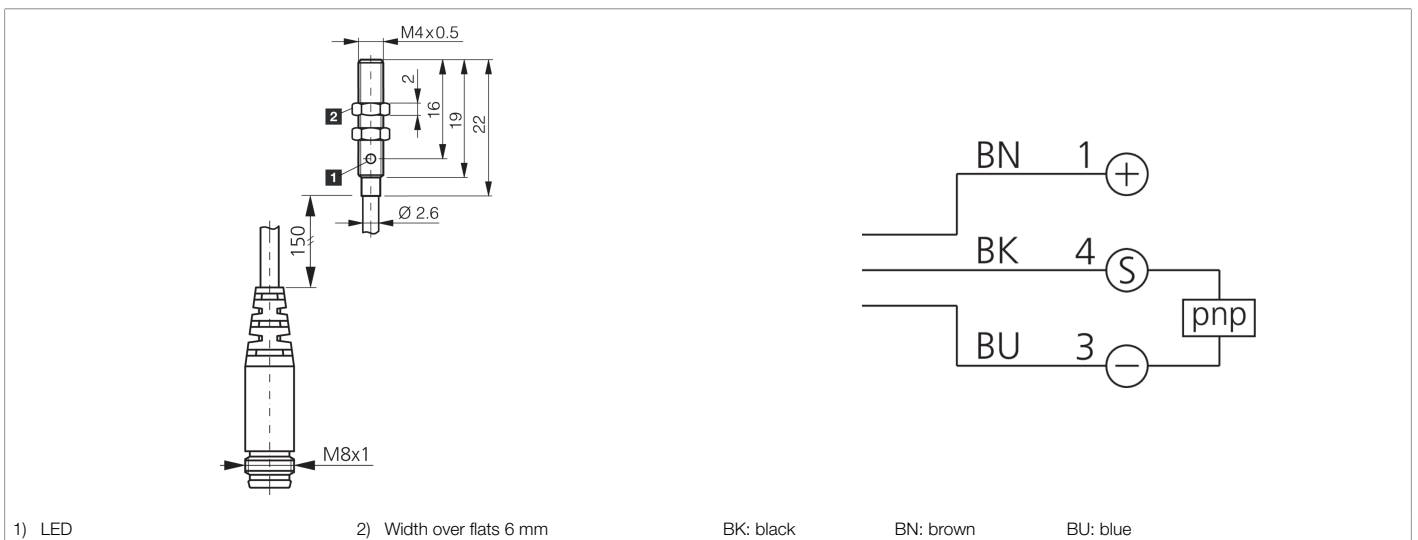 M4x0.5
2
16
19
22
2
1
Ø 2.6
150
M8x1
BN 1
+
BK 4
S
pnp
BU 3
−
1) LED 2) Width over flats 6 mm BK: black BN: brown BU: blue